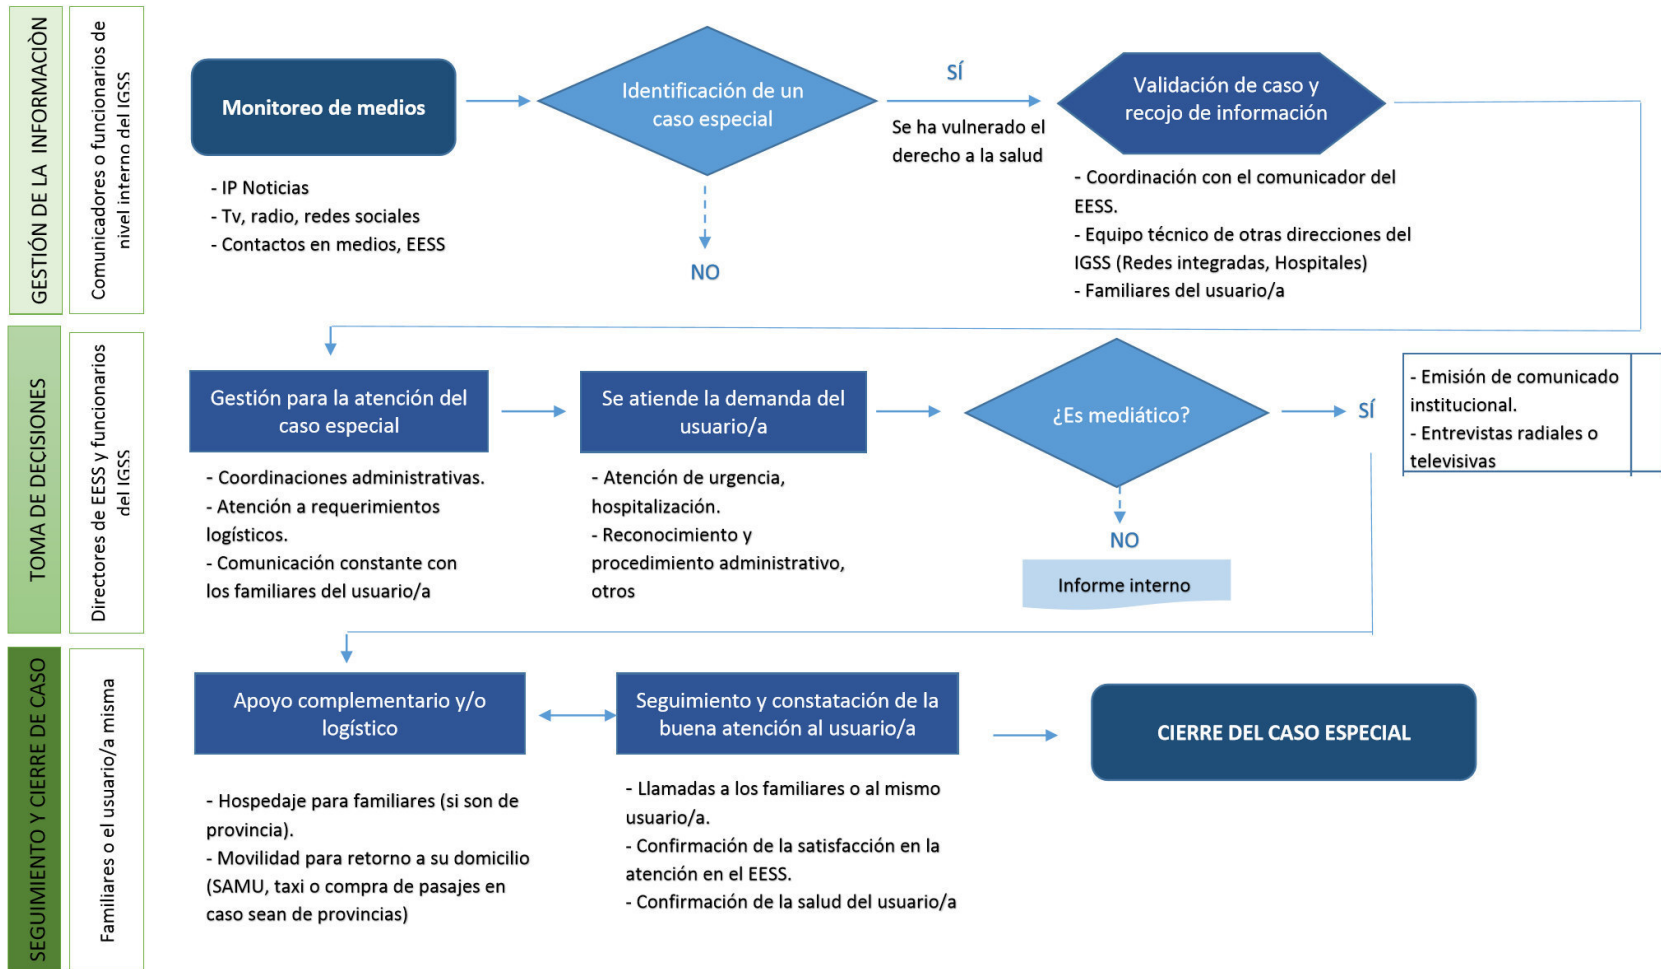 GESTIÓN DE LA INFORMACIÒN
Comunicadores o funcionarios de
nivel interno del IGSS
Monitoreo de medios
- IP Noticias
- Tv, radio, redes sociales
- Contactos en medios, EESS
Identificación de un
caso especial
NO
SÍ
Se ha vulnerado el
derecho a la salud
Validación de caso y
recojo de información
- Coordinación con el comunicador del
EESS.
- Equipo técnico de otras direcciones del
IGSS (Redes integradas, Hospitales)
- Familiares del usuario/a
TOMA DE DECISIONES
Directores de EESS y funcionarios
del IGSS
Gestión para la atención del
caso especial
- Coordinaciones administrativas.
- Atención a requerimientos
logísticos.
- Comunicación constante con
los familiares del usuario/a
Se atiende la demanda del
usuario/a
- Atención de urgencia,
hospitalización.
- Reconocimiento y
procedimiento administrativo,
otros
¿Es mediático?
NO
Informe interno
SÍ
- Emisión de comunicado
institucional.
- Entrevistas radiales o
televisivas
SEGUIMIENTO Y CIERRE DE CASO
Familiares o el usuario/a misma
Apoyo complementario y/o
logístico
- Hospedaje para familiares (si son de
provincia).
- Movilidad para retorno a su domicilio
(SAMU, taxi o compra de pasajes en
caso sean de provincias)
Seguimiento y constatación de la
buena atención al usuario/a
- Llamadas a los familiares o al mismo
usuario/a.
- Confirmación de la satisfacción en la
atención en el EESS.
- Confirmación de la salud del usuario/a
CIERRE DEL CASO ESPECIAL